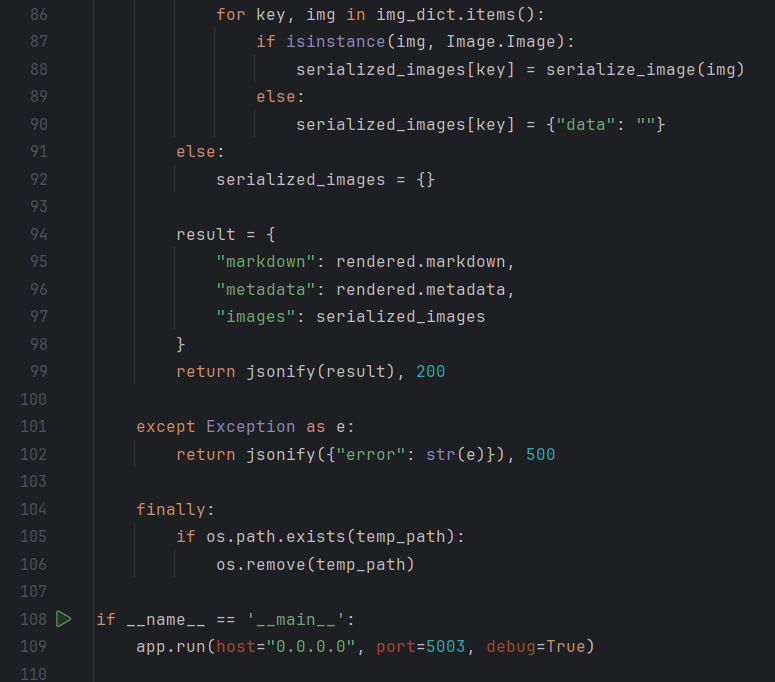 86 for key, img in img_dict.items():
87 if isinstance(img, Image.Image):
88 serialized_images[key] = serialize_image(img)
89 else:
90 serialized_images[key] = {"data": ""}
91 else:
92 serialized_images = {}
93
94 result = {
95 "markdown": rendered.markdown,
96 "metadata": rendered.metadata,
97 "images": serialized_images
98 }
99 return jsonify(result), 200
100
101 except Exception as e:
102 return jsonify({"error": str(e)}), 500
103
104 finally:
105 if os.path.exists(temp_path):
106 os.remove(temp_path)
107
108 if __name__ == '__main__':
109 app.run(host="0.0.0.0", port=5003, debug=True)
110